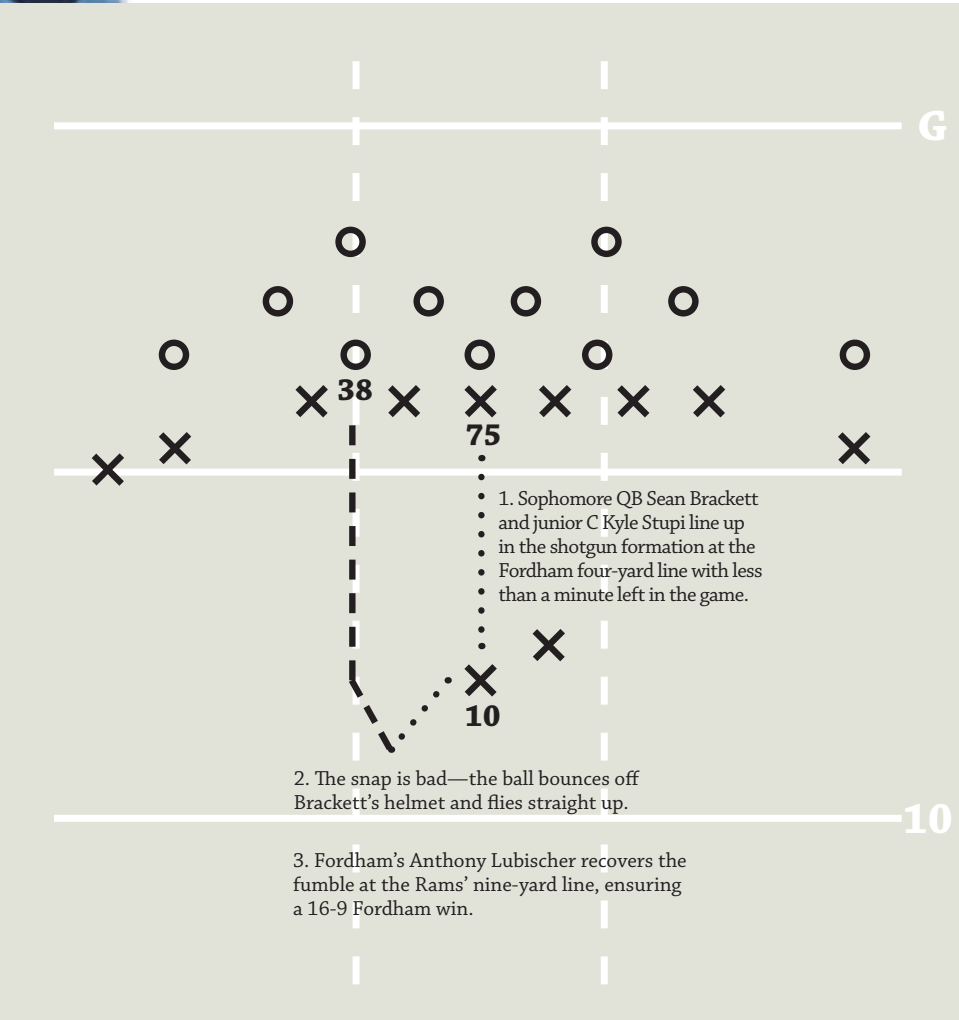 G
38
75
1. Sophomore QB Sean Brackett
and junior C Kyle Stupi line up
in the shotgun formation at the
Fordham four-yard line with less
than a minute left in the game.
10
2. The snap is bad—the ball bounces off
Brackett’s helmet and flies straight up.
10
3. Fordham’s Anthony Lubischer recovers the
fumble at the Rams’ nine-yard line, ensuring
a 16-9 Fordham win.